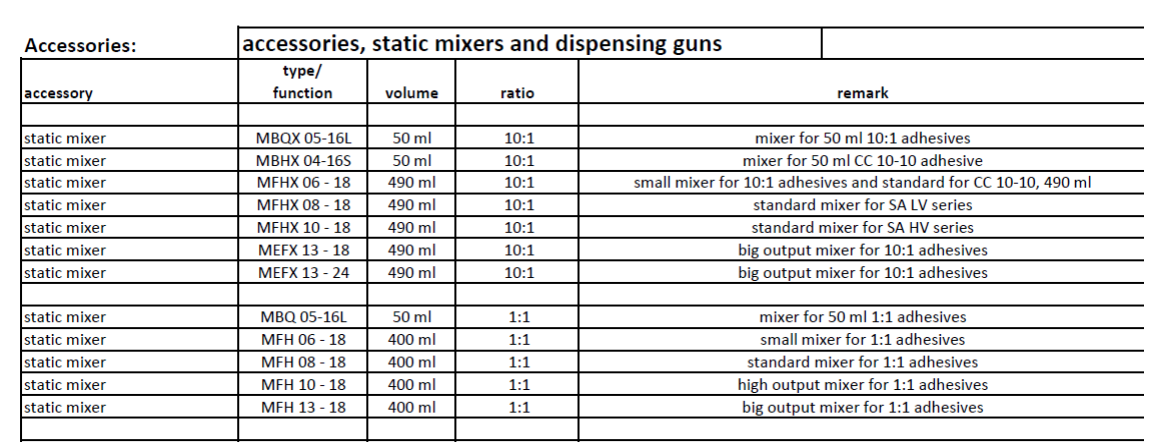 Accessories: accessories, static mixers and dispensing guns
type/
accessory function volume ratio remark
static mixer MBQX 05-16L 50 ml 10:1 mixer for 50 ml 10:1 adhesives
static mixer MBHX 04-16S 50 ml 10:1 mixer for 50 ml CC 10-10 adhesive
static mixer MFHX 06 - 18 490 ml 10:1 small mixer for 10:1 adhesives and standard for CC 10-10, 490 ml
static mixer MFHX 08 - 18 490 ml 10:1 standard mixer for SA LV series
static mixer MFHX 10 - 18 490 ml 10:1 standard mixer for SA HV series
static mixer MEFX 13 - 18 490 ml 10:1 big output mixer for 10:1 adhesives
static mixer MEFX 13 - 24 490 ml 10:1 big output mixer for 10:1 adhesives
static mixer MBQ 05-16L 50 ml 1:1 mixer for 50 ml 1:1 adhesives
static mixer MFH 06 - 18 400 ml 1:1 small mixer for 1:1 adhesives
static mixer MFH 08 - 18 400 ml 1:1 standard mixer for 1:1 adhesives
static mixer MFH 10 - 18 400 ml 1:1 high output mixer for 1:1 adhesives
static mixer MFH 13 - 18 400 ml 1:1 big output mixer for 1:1 adhesives